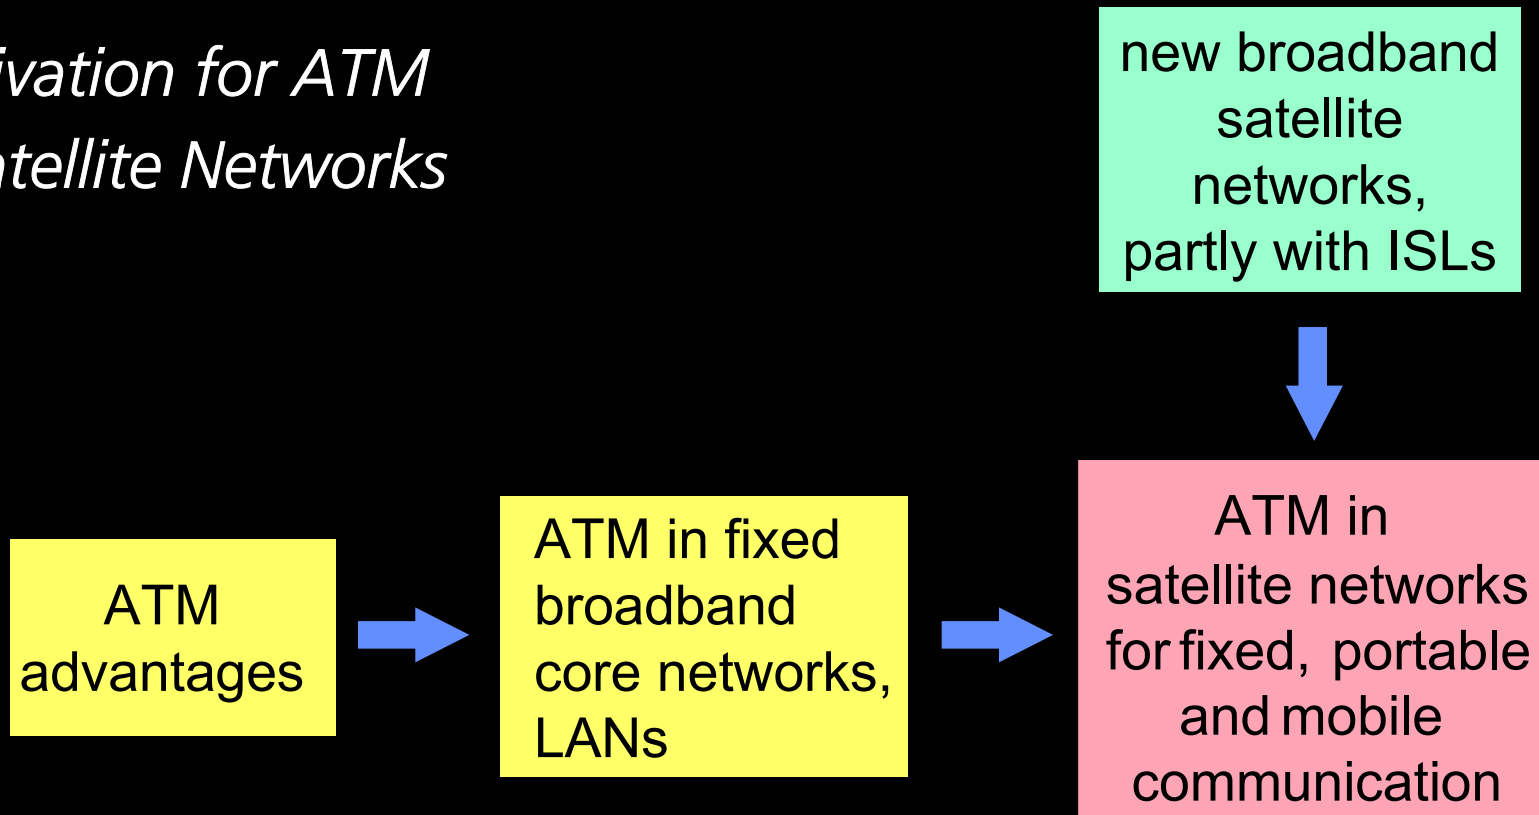 ivation for ATM
tellite Networks
new broadband
satellite
networks,
partly with ISLs
ATM
advantages
ATM in fixed
broadband
core networks,
LANs
ATM in
satellite networks
for fixed, portable
and mobile
communication